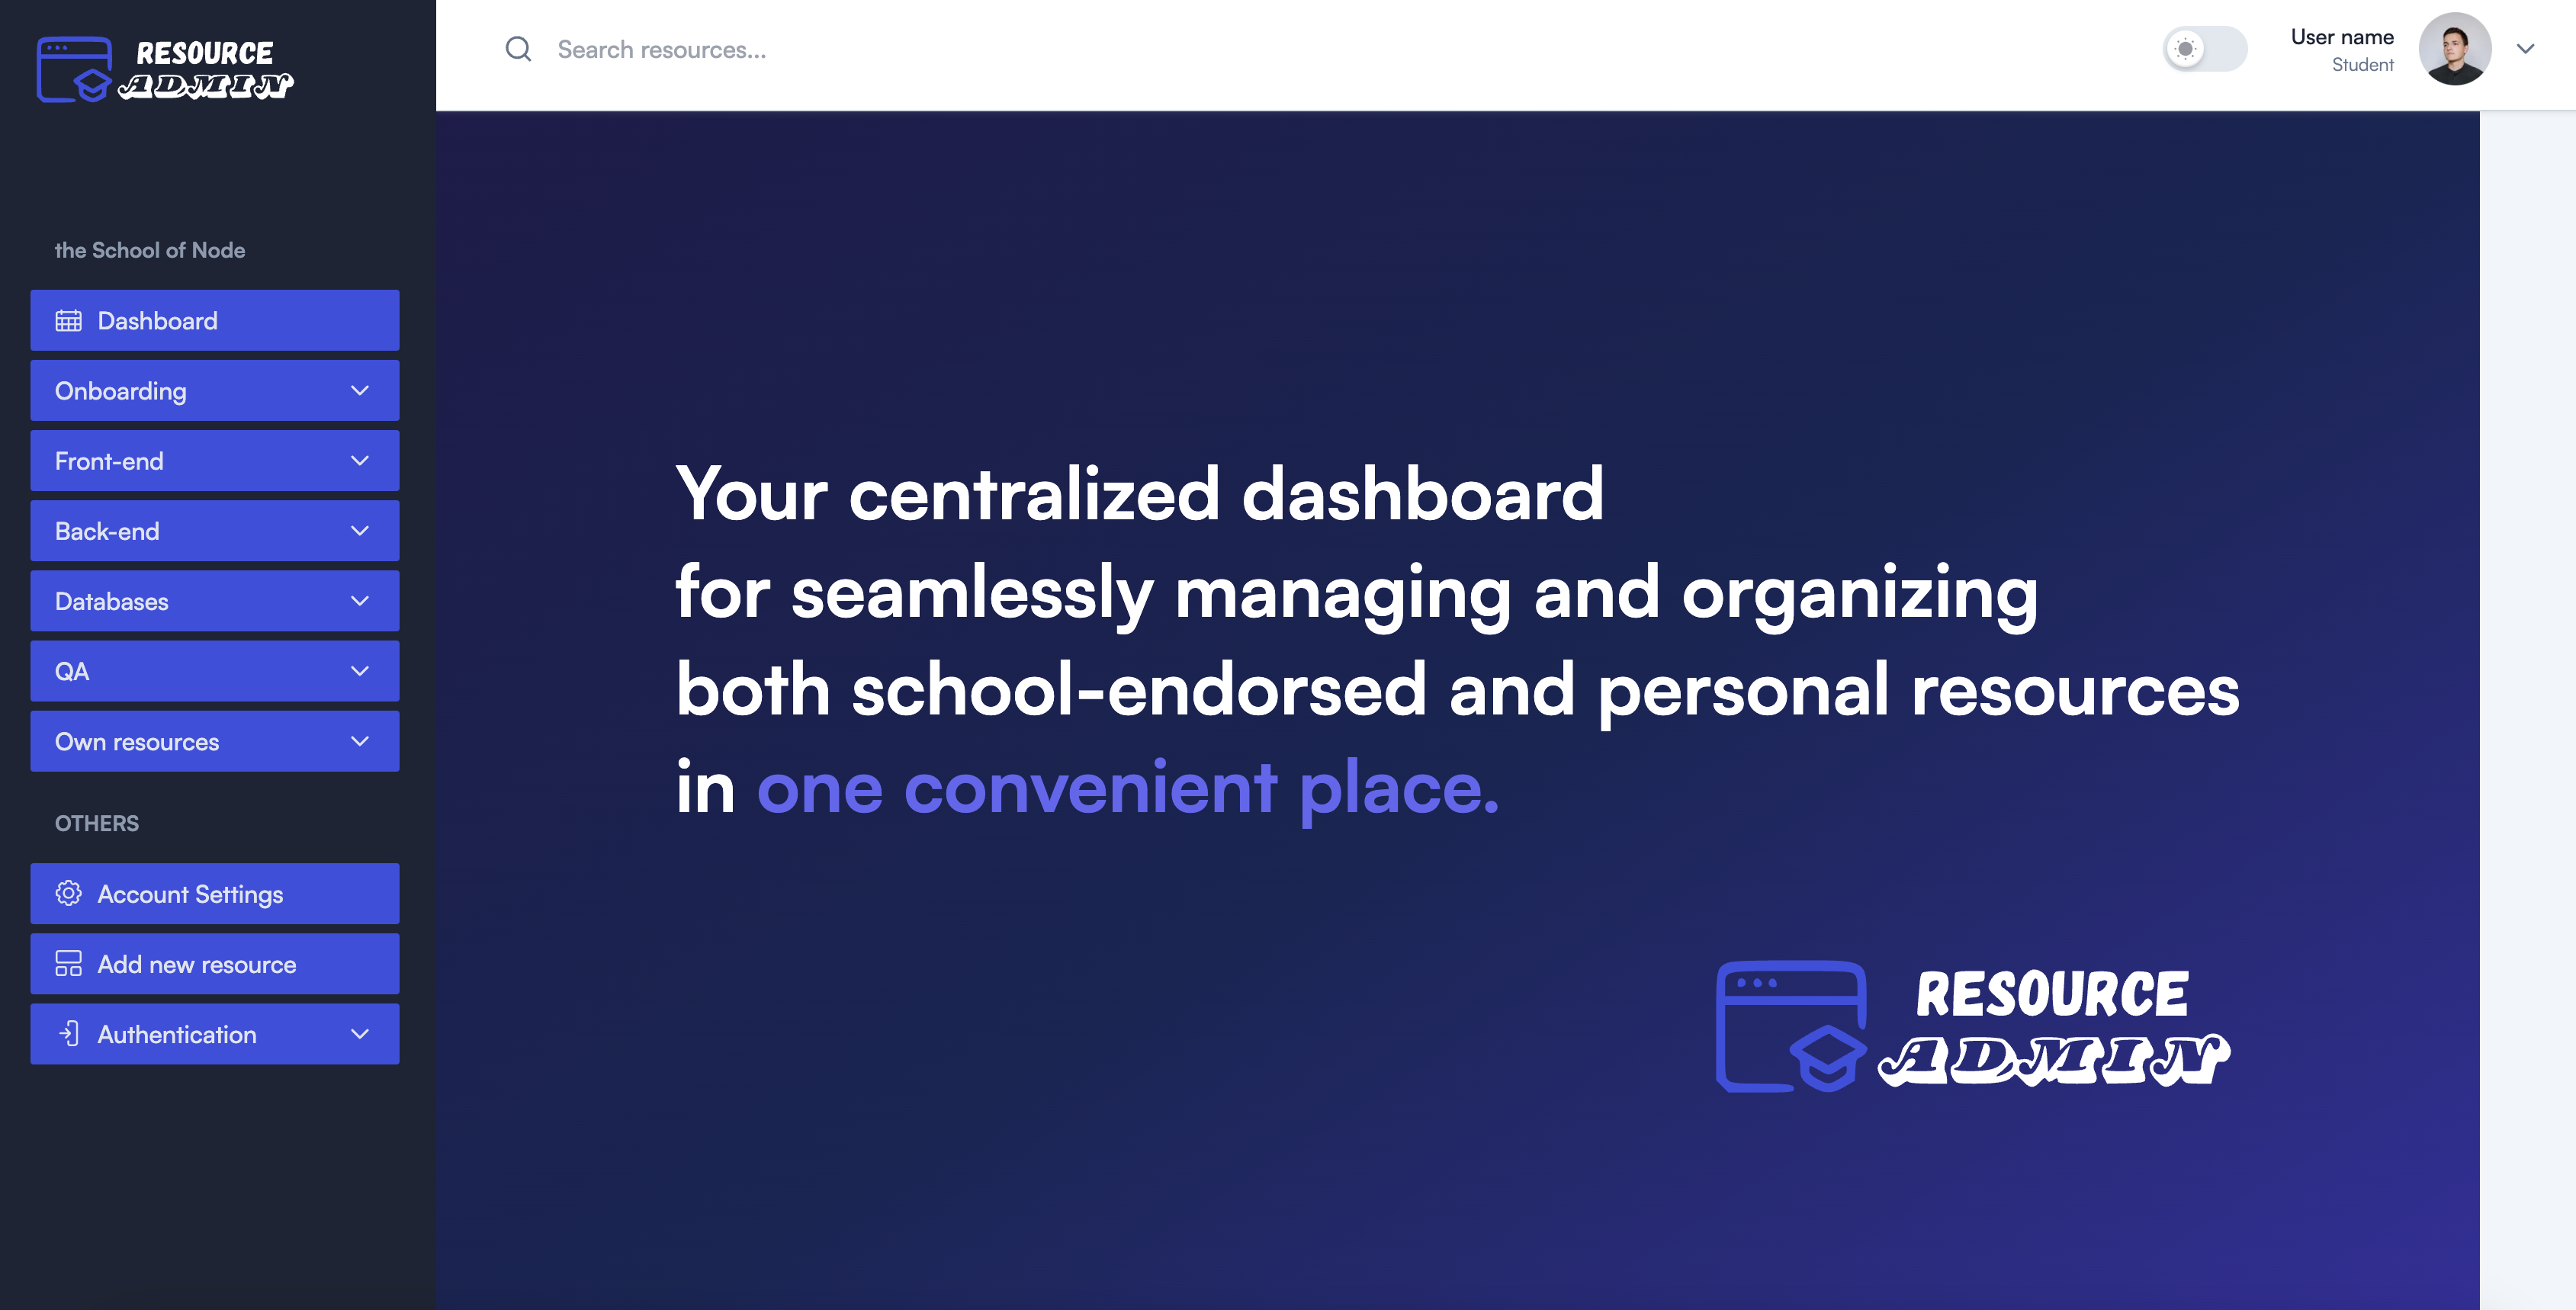 RESOURCE
ADMIN
Search resources...
User name
Student
the School of Node
Dashboard
Onboarding
Front-end
Back-end
Databases
QA
Own resources
OTHERS
Account Settings
Add new resource
Authentication
Your centralized dashboard
for seamlessly managing and organizing
both school-endorsed and personal resources
in one convenient place.
RESOURCE
ADMIN